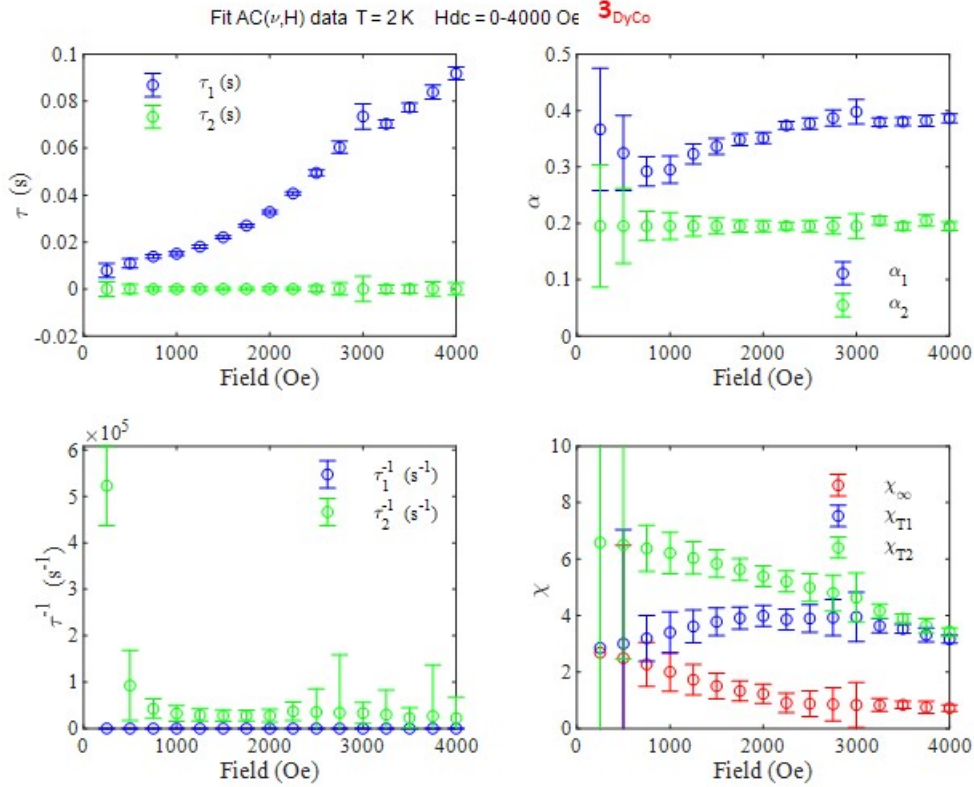 Fit AC(ν,H) data T = 2 K Hdc = 0-4000 Oe 3DyCo
0.1
0.08
0.06
0.04
0.02
0
-0.02
τ (s)
τ1 (s)
τ2 (s)
0 1000 2000 3000 4000
Field (Oe)
0.5
0.4
0.3
0.2
0.1
0
α
α1
α2
0 1000 2000 3000 4000
Field (Oe)
×10^5
6
5
4
3
2
1
0
τ^-1 (s^-1)
τ1^-1 (s^-1)
τ2^-1 (s^-1)
0 1000 2000 3000 4000
Field (Oe)
10
8
6
4
2
0
χ
χ∞
χT1
χT2
0 1000 2000 3000 4000
Field (Oe)